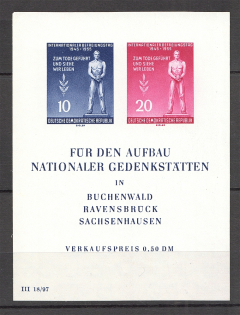 INTERNATIONALER BEFREIUNGSTAG
1945-1955
ZUM TODE GEFÜHRT
UND SIEHE
WIR LEBEN
10
DEUTSCHE DEMOKRATISCHE REPUBLIK
INTERNATIONALER BEFREIUNGSTAG
1945-1955
ZUM TODE GEFÜHRT
UND SIEHE
WIR LEBEN
20
DEUTSCHE DEMOKRATISCHE REPUBLIK
FÜR DEN AUFBAU
NATIONALER GEDENKSTÄTTEN
IN
BUCHENWALD
RAVENSBRÜCK
SACHSENHAUSEN
VERKAUFSPREIS 0,50 DM
III 18/97